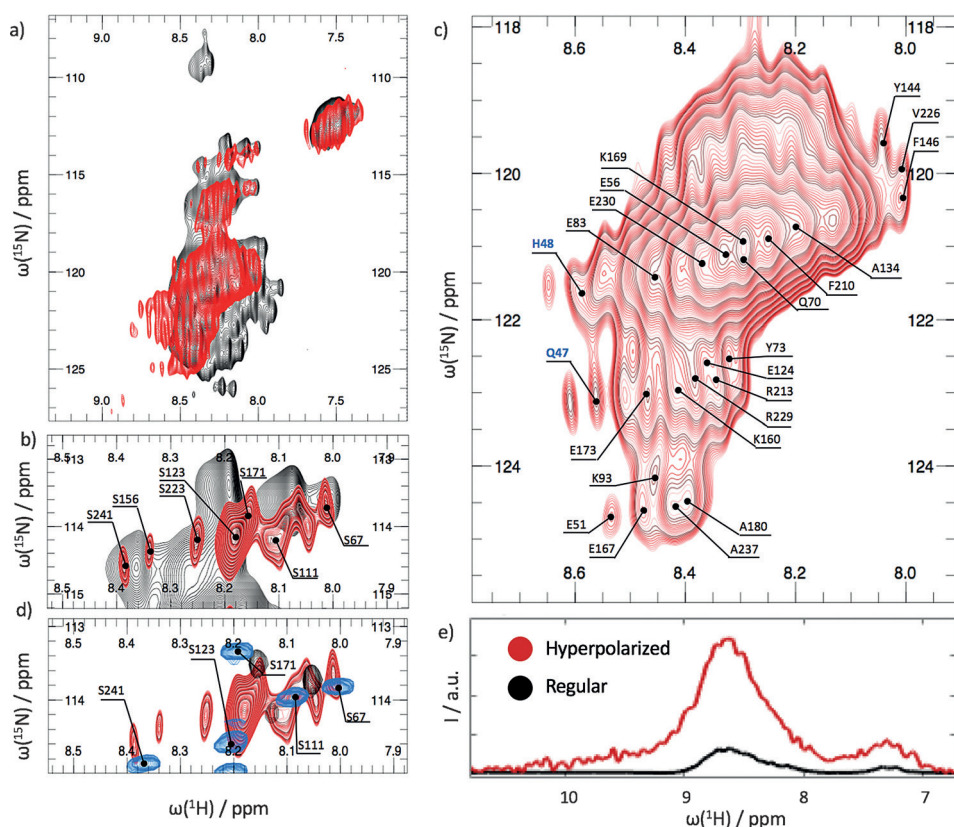 a)
9.0 8.5 8.0 7.5
110
110
115
115
120
120
125
125
9.0 8.5 8.0 7.5
ω(¹⁵N) / ppm
b)
8.5 8.4 8.3 8.2 8.1 8.0 7.9
113
113
S123
S171
S156
S223
S241
114
114
S67
S111
8.5 8.4 8.3 8.2 8.1 8.0 7.9
115
115
ω(¹⁵N) / ppm
d)
113
113
8.5 8.4 8.3 8.2 8.1 8.0 7.9
S123
S171
S241
S67
114
114
S111
8.5 8.4 8.3 8.2 8.1 8.0 7.9
ω(¹⁵N) / ppm
ω(¹H) / ppm
c)
118
118
8.6 8.4 8.2 8.0
Y144
V226
F146
K169
E56
E230
E83
H48
120
120
A134
F210
Q70
122
122
Q47
Y73
E124
R213
R229
K160
E173
K93
124
124
E51
E167
A180
A237
8.6 8.4 8.2 8.0
ω(¹⁵N) / ppm
e)
Hyperpolarized
Regular
I / a.u.
10 9 8 7
ω(¹H) / ppm